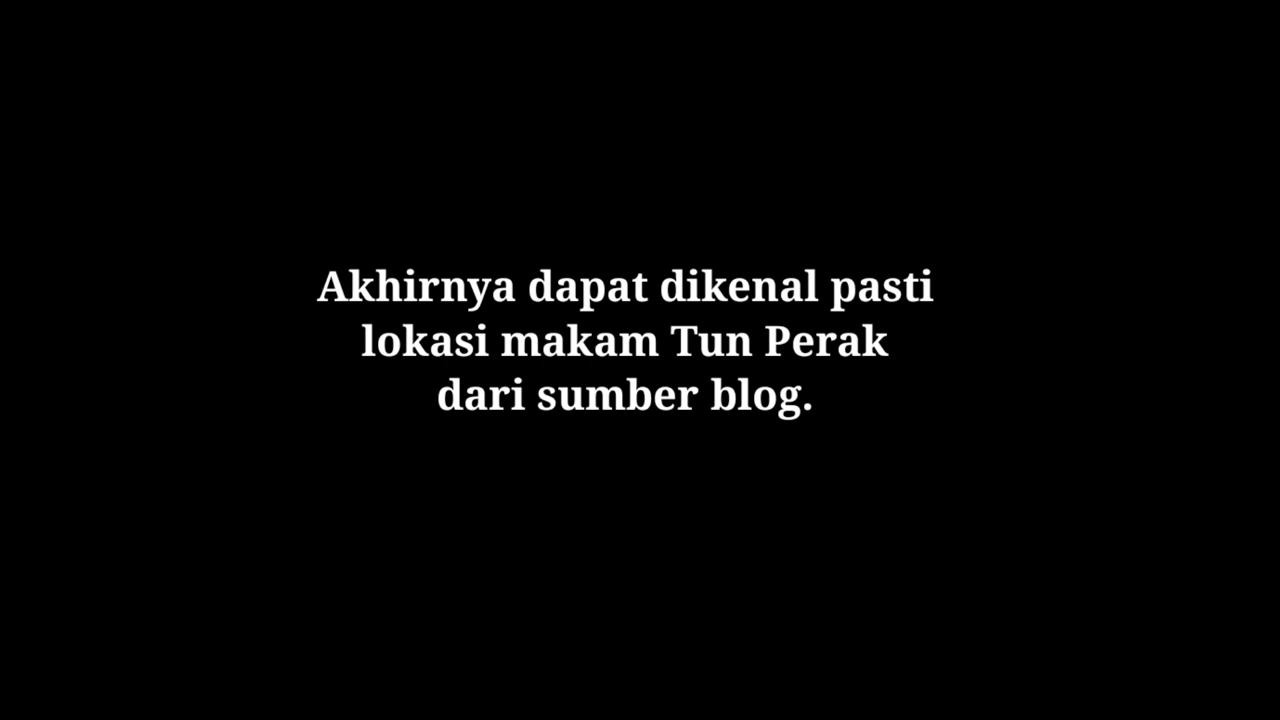 Akhirnya dapat dikenal pasti
lokasi makam Tun Perak
dari sumber blog.